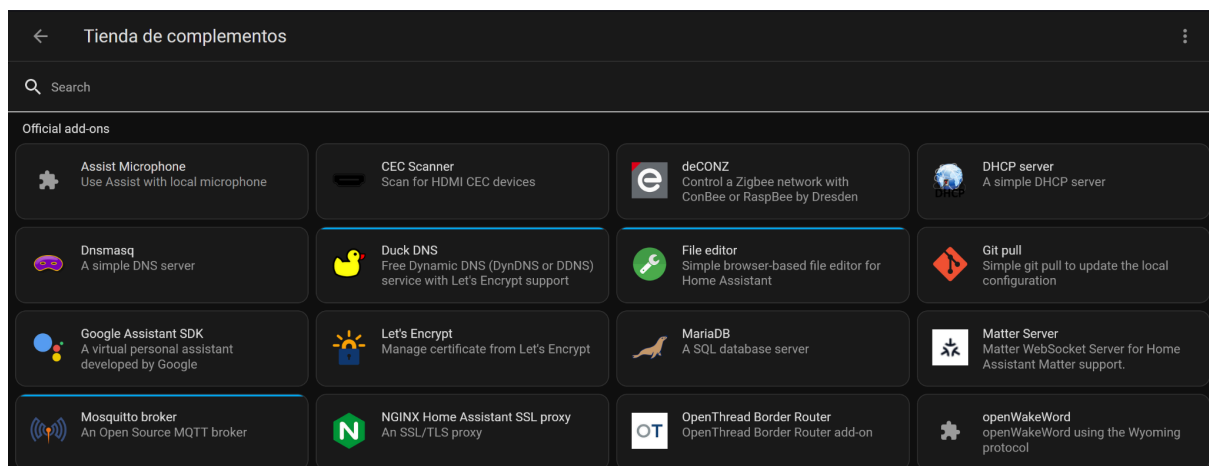 Tienda de complementos
Search
Official add-ons
Assist Microphone
Use Assist with local microphone
CEC Scanner
Scan for HDMI CEC devices
deCONZ
Control a Zigbee network with
ConBee or RaspBee by Dresden
DHCP server
A simple DHCP server
DHCP
Dnsmasq
A simple DNS server
Duck DNS
Free Dynamic DNS (DynDNS or DDNS)
service with Let's Encrypt support
File editor
Simple browser-based file editor for
Home Assistant
Git pull
Simple git pull to update the local
configuration
Google Assistant SDK
A virtual personal assistant
developed by Google
Let's Encrypt
Manage certificate from Let's Encrypt
MariaDB
A SQL database server
Matter Server
Matter WebSocket Server for Home
Assistant Matter support.
Mosquitto broker
An Open Source MQTT broker
N
NGINX Home Assistant SSL proxy
An SSL/TLS proxy
OT
OpenThread Border Router
OpenThread Border Router add-on
openWakeWord
openWakeWord using the Wyoming
protocol